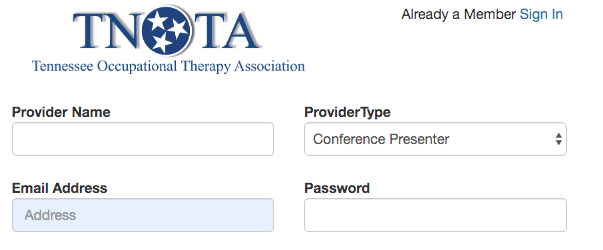 Already a Member Sign In
TNOTA
Tennessee Occupational Therapy Association
Provider Name
ProviderType
Conference Presenter
Email Address
Password
Address